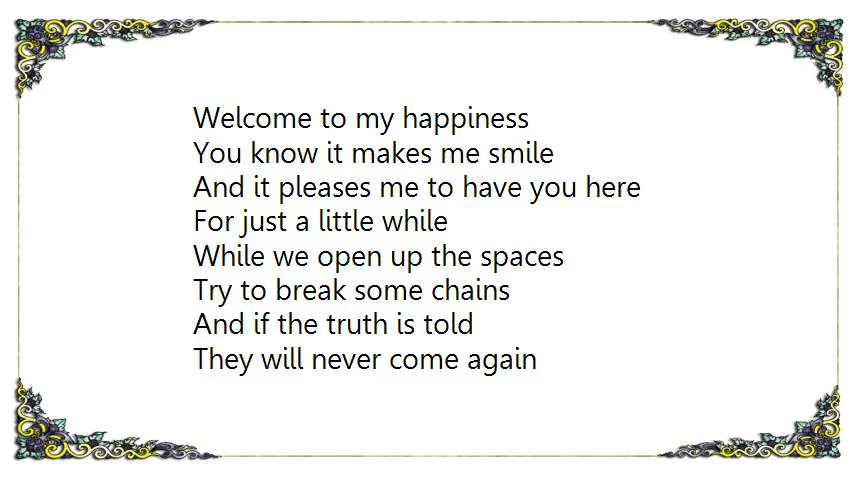 Welcome to my happiness
You know it makes me smile
And it pleases me to have you here
For just a little while
While we open up the spaces
Try to break some chains
And if the truth is told
They will never come again